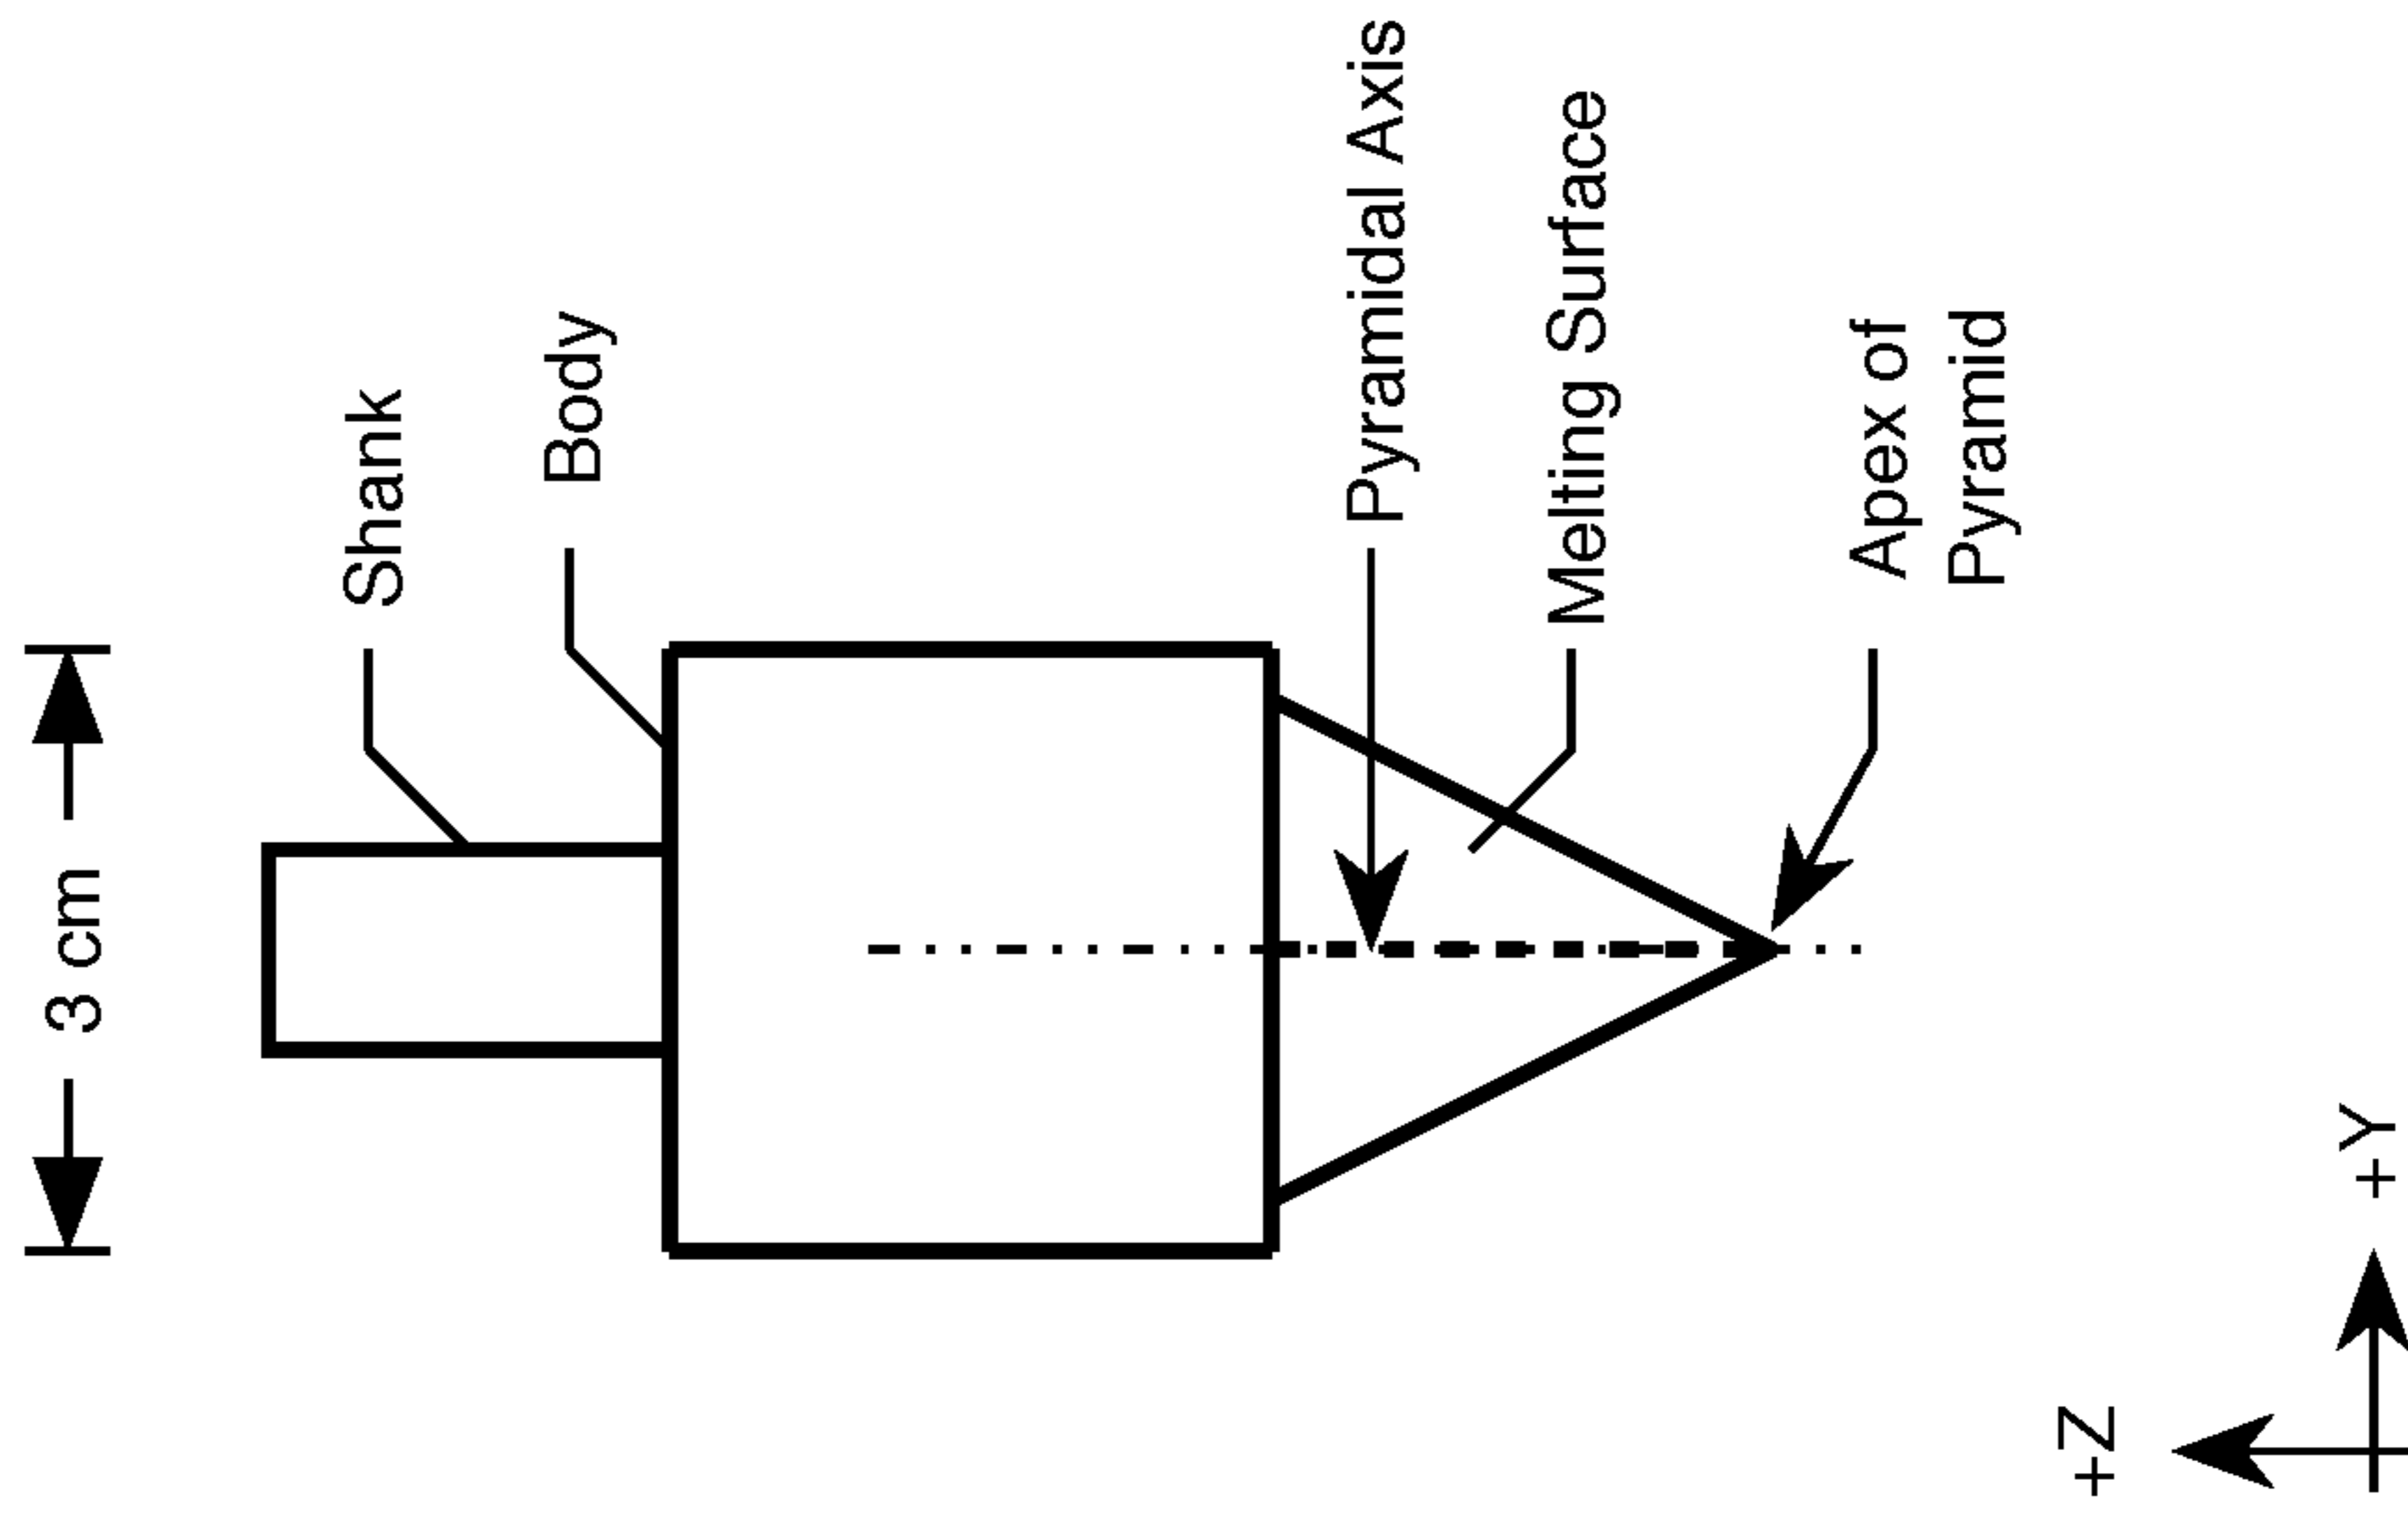 3 cm
Shank
Body
Pyramidal Axis
Melting Surface
Apex of
Pyramid
+Z
+Y